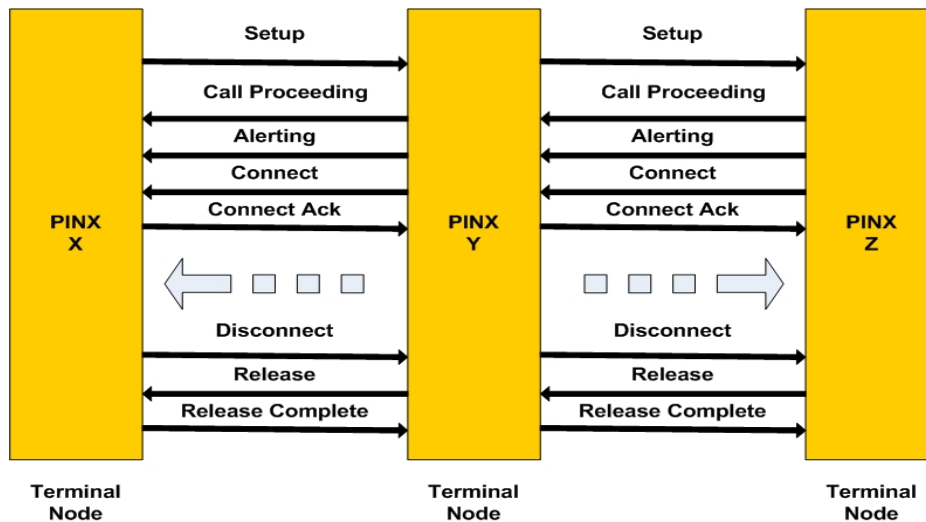 Setup
Setup
Call Proceeding
Call Proceeding
Alerting
Alerting
Connect
Connect
PINX
X
Connect Ack
PINX
Y
Connect Ack
PINX
Z
Disconnect
Disconnect
Release
Release
Release Complete
Release Complete
Terminal
Node
Terminal
Node
Terminal
Node